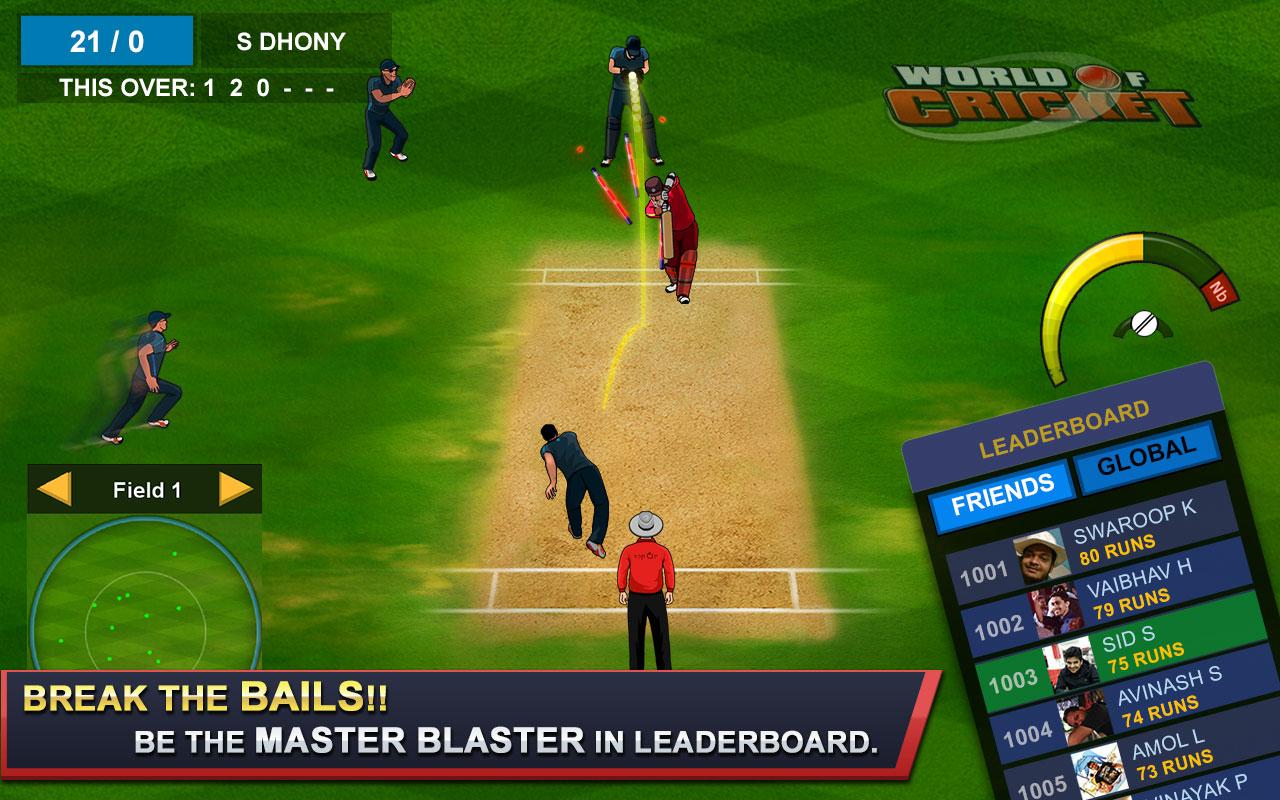 21 / 0
S DHONY
THIS OVER: 1 2 0 - - -
WORLD OF
CRICKET
Nb
Field 1
LEADERBOARD
FRIENDS
GLOBAL
1001
SWAROOP K
80 RUNS
1002
VAIBHAV H
79 RUNS
1003
SID S
75 RUNS
1004
AVINASH S
74 RUNS
1005
AMOL L
73 RUNS
VINAYAK P
BREAK THE BAILS!!
BE THE MASTER BLASTER IN LEADERBOARD.